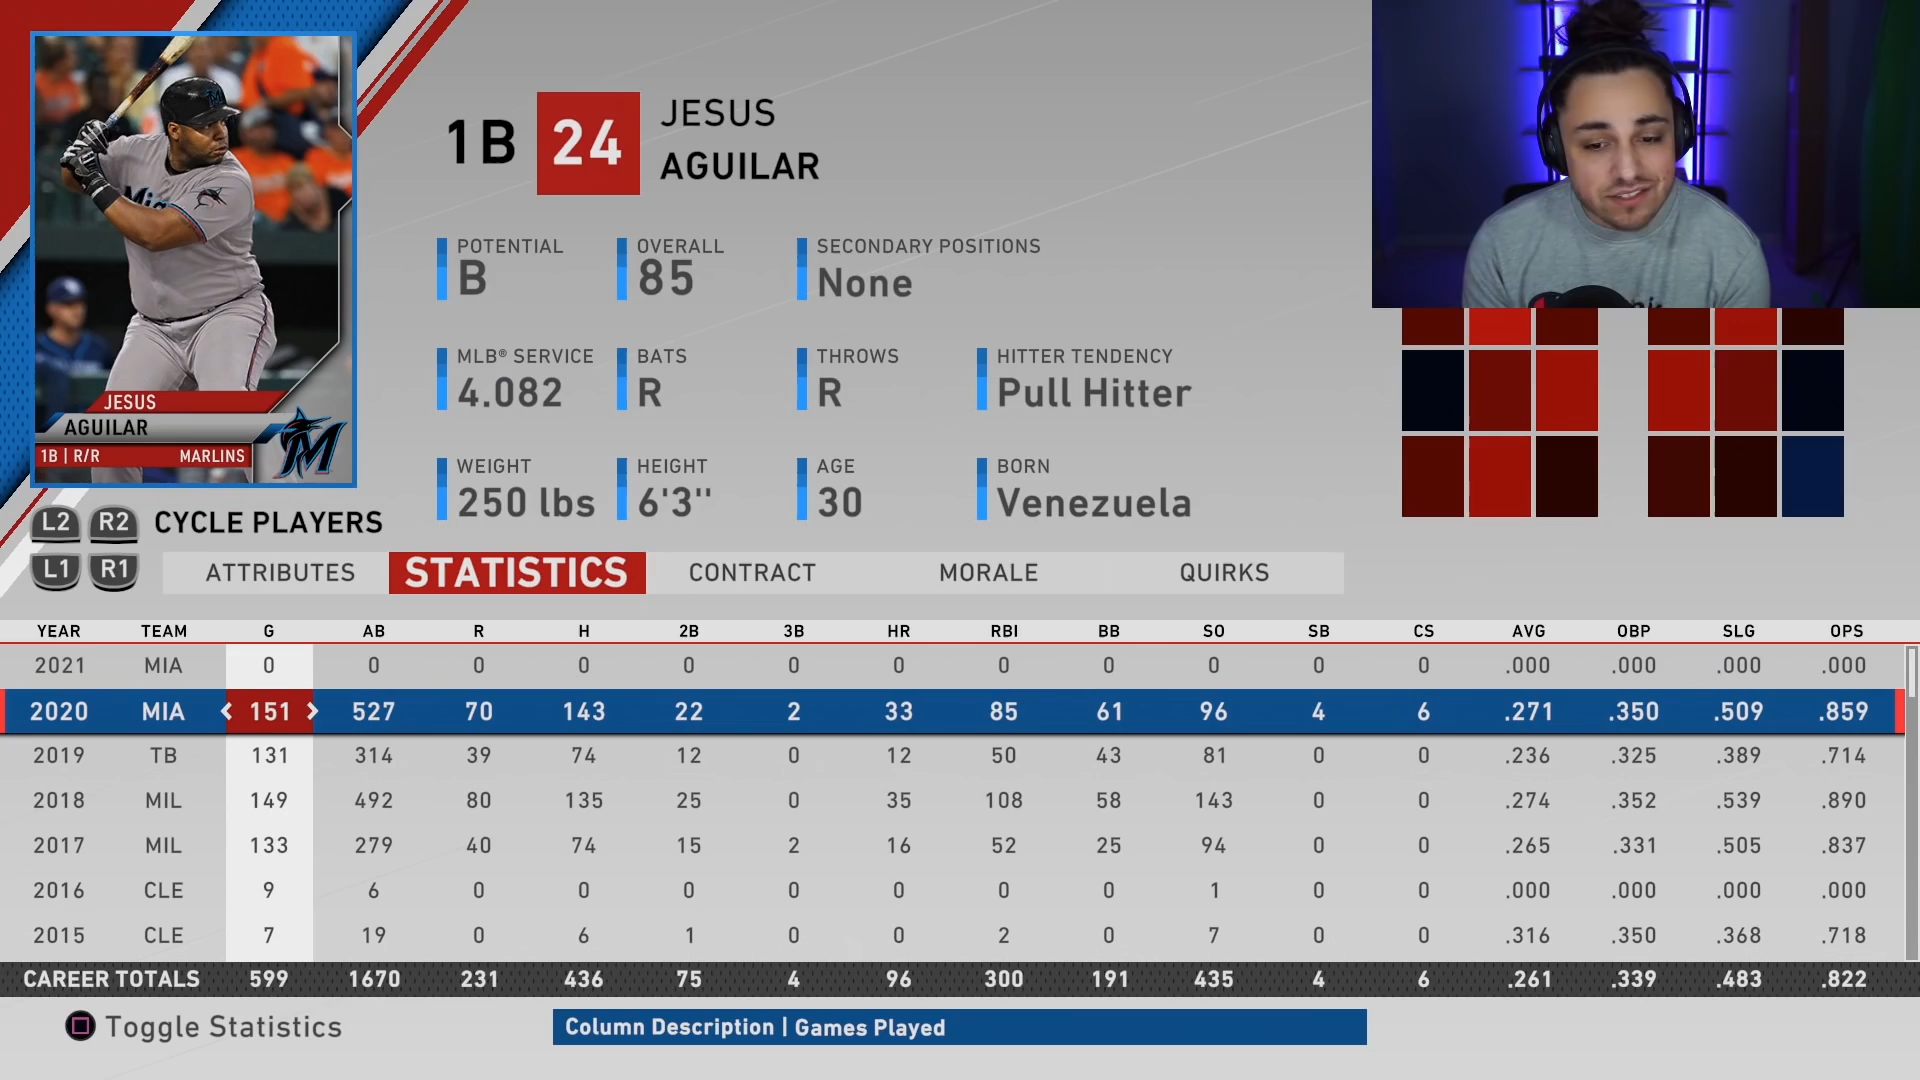 1B 24 JESUS
AGUILAR
POTENTIAL OVERALL SECONDARY POSITIONS
B 85 None
MLB® SERVICE BATS THROWS HITTER TENDENCY
4.082 R R Pull Hitter
WEIGHT HEIGHT AGE BORN
250 lbs 6'3'' 30 Venezuela
JESUS
AGUILAR
1B | R/R MARLINS
L2 R2 CYCLE PLAYERS
L1 R1
ATTRIBUTES STATISTICS CONTRACT MORALE QUIRKS
YEAR TEAM G AB R H 2B 3B HR RBI BB SO SB CS AVG OBP SLG OPS
2021 MIA 0 0 0 0 0 0 0 0 0 0 0 0 .000 .000 .000 .000
2020 MIA < 151 > 527 70 143 22 2 33 85 61 96 4 6 .271 .350 .509 .859
2019 TB 131 314 39 74 12 0 12 50 43 81 0 0 .236 .325 .389 .714
2018 MIL 149 492 80 135 25 0 35 108 58 143 0 0 .274 .352 .539 .890
2017 MIL 133 279 40 74 15 2 16 52 25 94 0 0 .265 .331 .505 .837
2016 CLE 9 6 0 0 0 0 0 0 0 1 0 0 .000 .000 .000 .000
2015 CLE 7 19 0 6 1 0 0 2 0 7 0 0 .316 .350 .368 .718
CAREER TOTALS 599 1670 231 436 75 4 96 300 191 435 4 6 .261 .339 .483 .822
Toggle Statistics
Column Description | Games Played